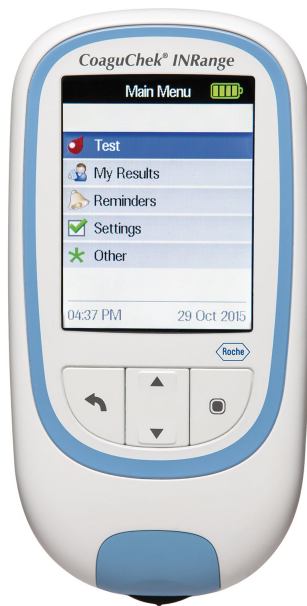 CoaguChek® INRange
Main Menu
Test
My Results
Reminders
Settings
Other
04:37 PM 29 Oct 2015
Roche